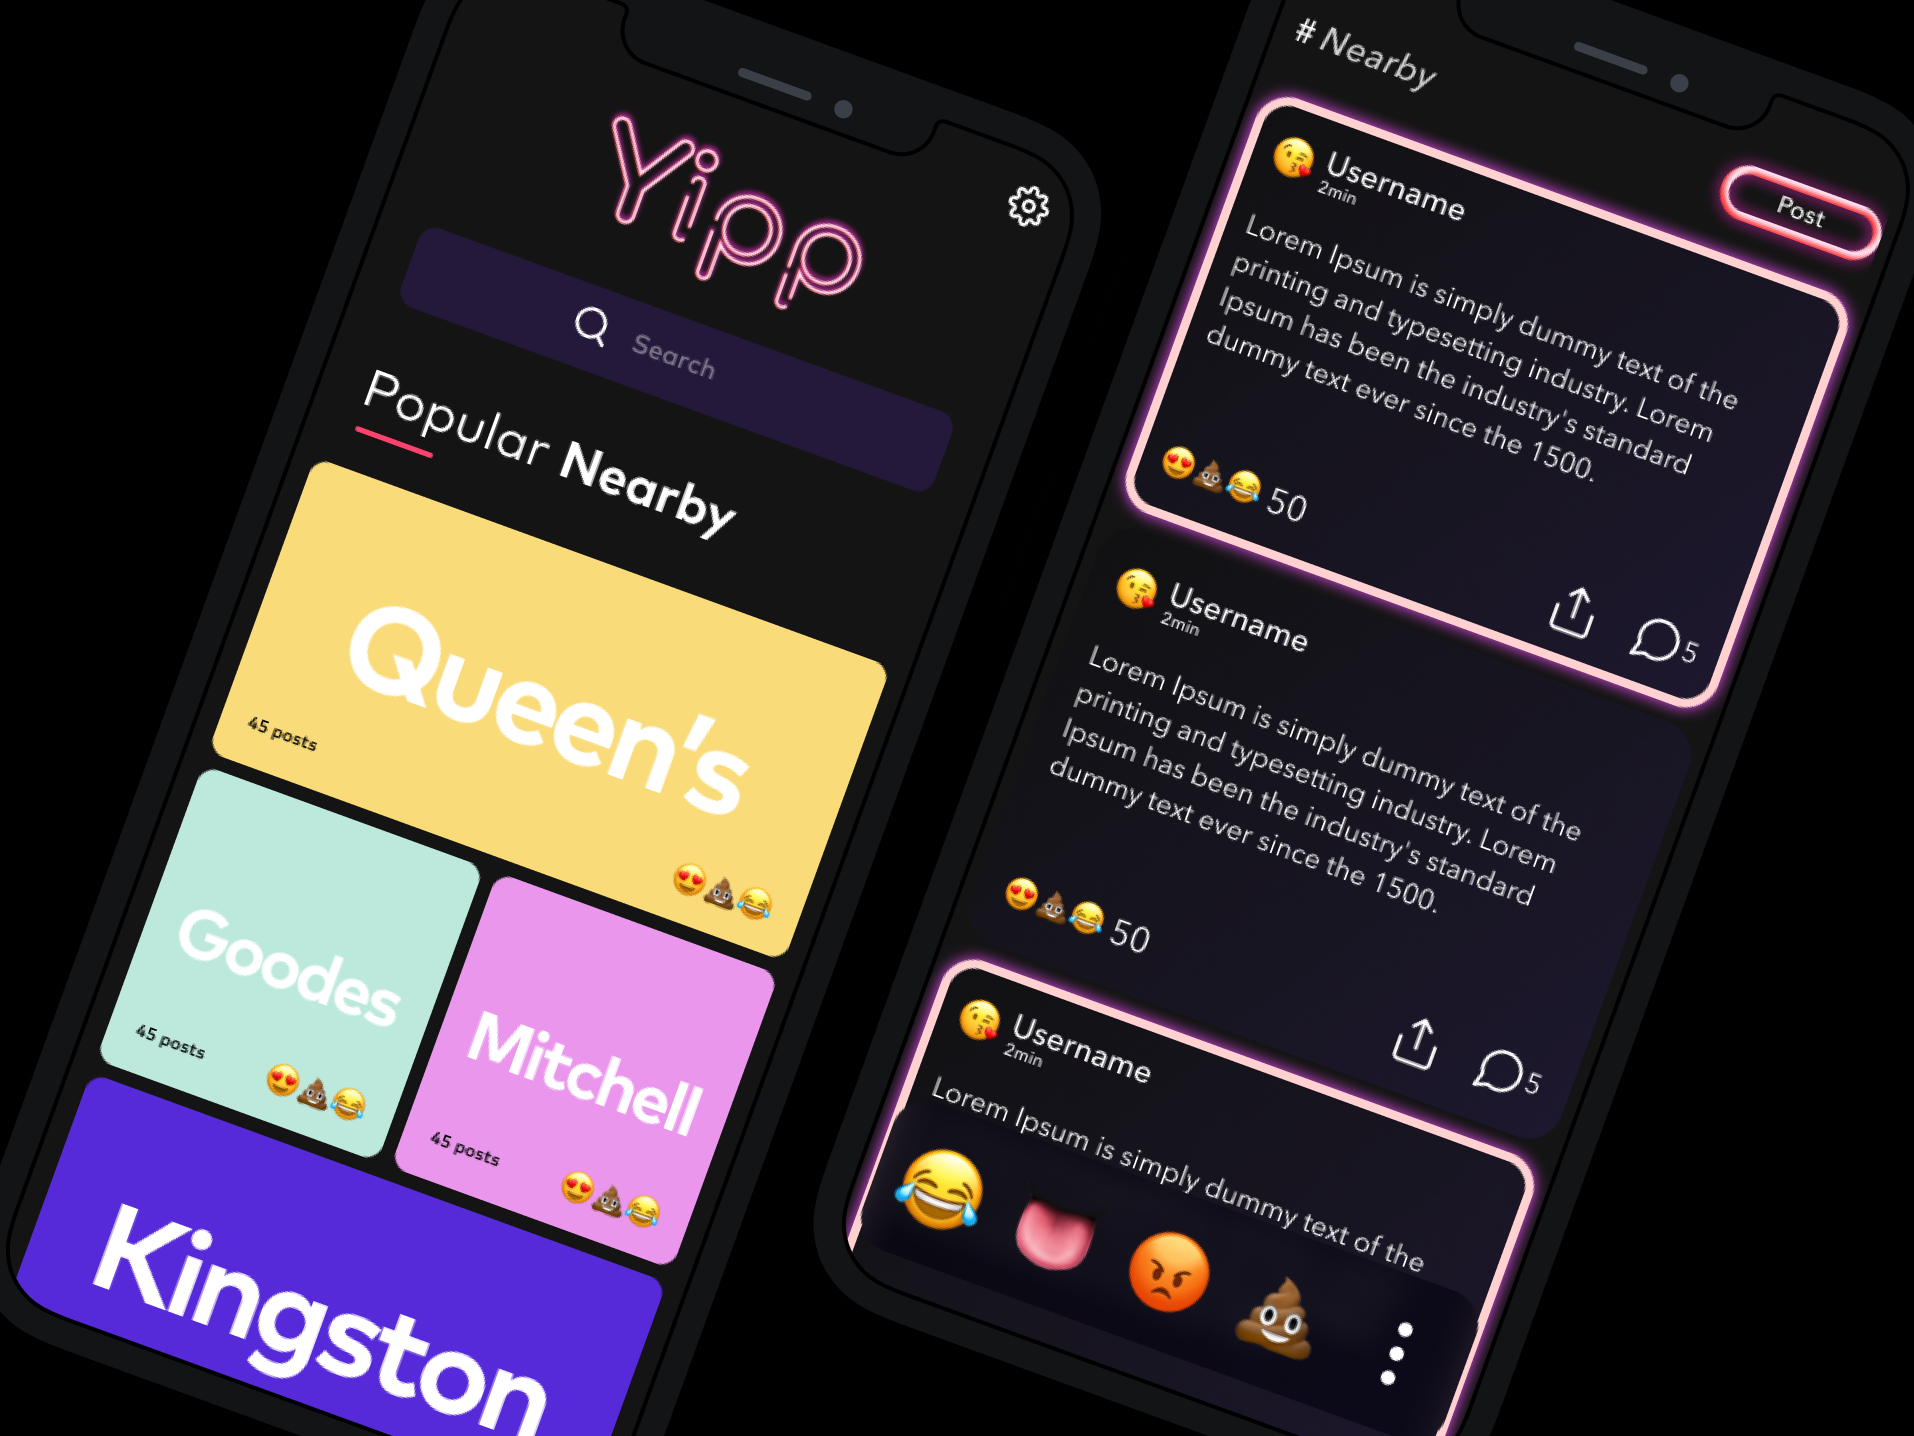 Yipp
Search
Popular Nearby
Queen's
45 posts
Goodes
45 posts
Mitchell
45 posts
Kingston
# Nearby
Post
Username
2min
Lorem Ipsum is simply dummy text of the
printing and typesetting industry. Lorem
Ipsum has been the industry's standard
dummy text ever since the 1500.
50
5
Username
2min
Lorem Ipsum is simply dummy text of the
printing and typesetting industry. Lorem
Ipsum has been the industry's standard
dummy text ever since the 1500.
50
5
Username
2min
Lorem Ipsum is simply dummy text of the